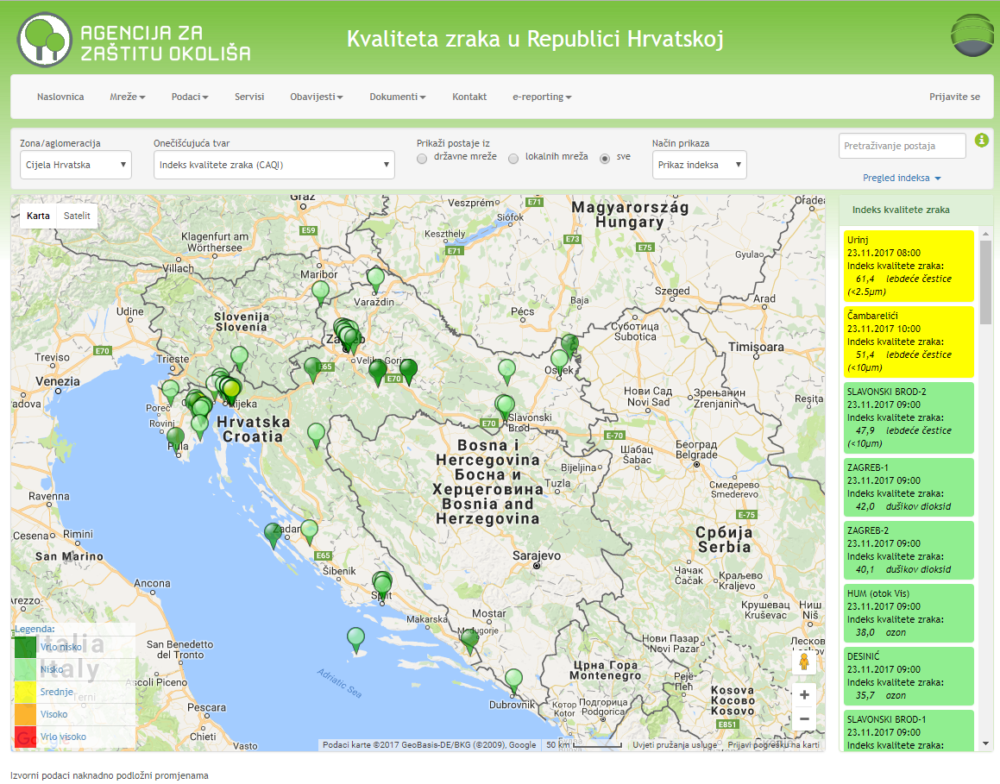 AGENCIJA ZA
ZAŠTITU OKOLIŠA
Kvaliteta zraka u Republici Hrvatskoj
Naslovnica
Mreže
Podaci
Servisi
Obavijesti
Dokumenti
Kontakt
e-reporting
Prijavite se
Zona/aglomeracija
Cijela Hrvatska
Onečišćujuća tvar
Indeks kvalitete zraka (CAQI)
Prikaži postaje iz
državne mreže
lokalnih mreža
sve
Način prikaza
Prikaz indeksa
Pretraživanje postaja
Pregled indeksa
Karta
Satelit
Graz
Veszprém
E71
Siófok
Magyarország
Hungary
E59
Klagenfurt am
Wörthersee
Keszthely
E71
E73
E75
Gyula
Villach
Maribor
Varaždin
Szeged
Arad
Udine
Slovenija
Slovenia
Pécs
Baja
Суботица
Subotica
Timișoara
E70
Treviso
Trieste
Venezia
Velika Gorica
E65
E70
Osijek
Нови Сад
Novi Sad
Зрењанин
Zrenjanin
Reșița
Padova
Poreč
Rovinj
Rijeka
Pula
Hrvatska
Croatia
E70
Slavonski
Brod
E-70
Шабац
Šabac
Београд
Belgrade
Bosna i
Hercegovina
Босна и
Херцеговина
Bosnia and
Herzegovina
Bijeljina
Tuzla
Смедерево
Smederevo
E-75
Ravenna
Cesena
Rimini
San Marino
Zadar
E65
Šibenik
Split
Sarajevo
Србија
Serbia
Чачак
Čačak
Краљево
Kraljevo
Крушевац
Kruševac
Ниш
Niš
Ancona
Arezzo
Makarska
Mostar
Međugorje
Adriatic Sea
San Benedetto
del Tronto
Ascoli Piceno
Нови Пазар
Novi Pazar
Лесковац
Црна Гора
Montenegro
Пећ
Kosova
Косово
Kosovo
Dubrovnik
Котор
Kotor
Подгорица
Podgorica
E851
Italia
Italy
Terni
Pescara
Chieti
Vasto
Legenda:
Vrlo nisko
Nisko
Srednje
Visoko
Vrlo visoko
Podaci karte ©2017 GeoBasis-DE/BKG (©2009), Google
50 km
Uvjeti pružanja usluge
Prijavi pogrešku na karti
Indeks kvalitete zraka
Urinj
23.11.2017 08:00
Indeks kvalitete zraka:
61,4 lebdeće čestice
(<2.5µm)
Čambarelići
23.11.2017 10:00
Indeks kvalitete zraka:
51,4 lebdeće čestice
(<10µm)
SLAVONSKI BROD-2
23.11.2017 09:00
Indeks kvalitete zraka:
47,9 lebdeće čestice
(<10µm)
ZAGREB-1
23.11.2017 09:00
Indeks kvalitete zraka:
42,0 dušikov dioksid
ZAGREB-2
23.11.2017 09:00
Indeks kvalitete zraka:
40,1 dušikov dioksid
HUM (otok Vis)
23.11.2017 09:00
Indeks kvalitete zraka:
38,0 ozon
DESINIĆ
23.11.2017 09:00
Indeks kvalitete zraka:
35,7 ozon
SLAVONSKI BROD-1
23.11.2017 09:00
Indeks kvalitete zraka:
Izvorni podaci naknadno podložni promjenama